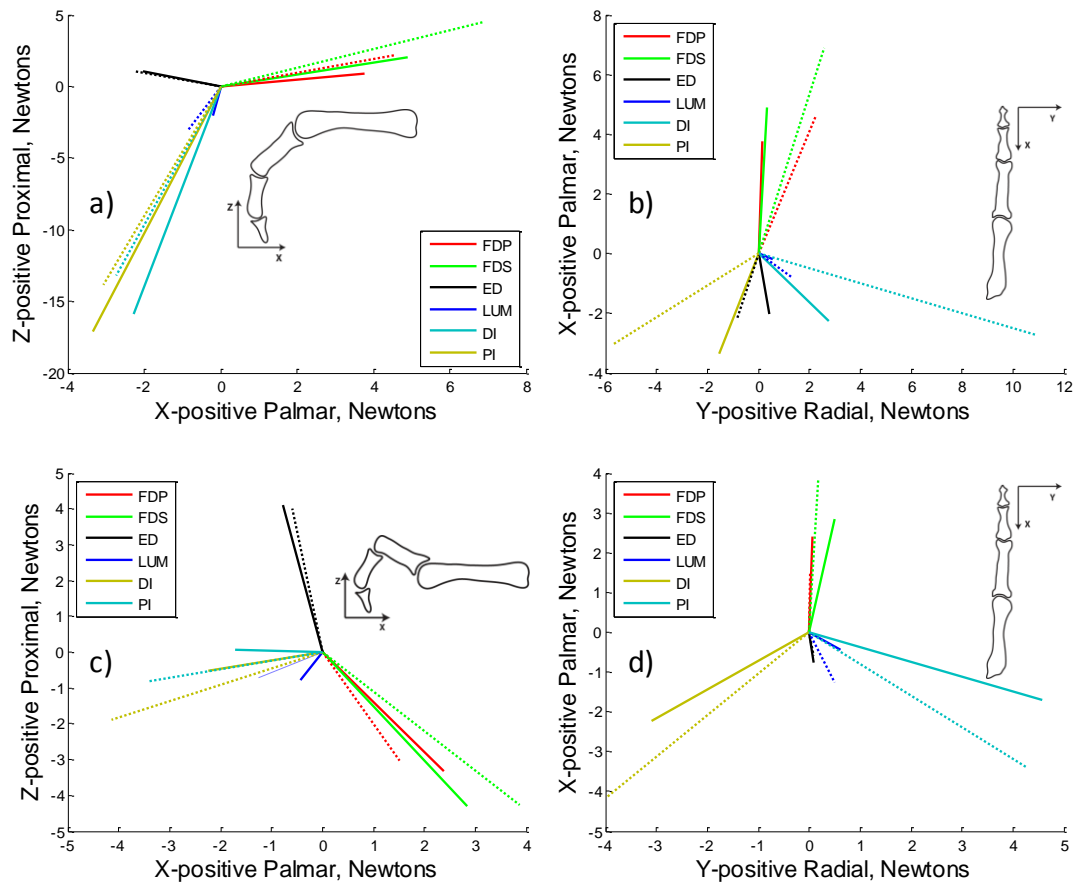 5
0
-5
-10
-15
-20
-4
-2
0
2
4
6
8
Z-positive Proximal, Newtons
X-positive Palmar, Newtons
a)
Z
X
FDP
FDS
ED
LUM
DI
PI
8
6
4
2
0
-2
-4
-6
-4
-2
0
2
4
6
8
10
12
X-positive Palmar, Newtons
Y-positive Radial, Newtons
b)
FDP
FDS
ED
LUM
DI
PI
Y
X
5
4
3
2
1
0
-1
-2
-3
-4
-5
-5
-4
-3
-2
-1
0
1
2
3
4
Z-positive Proximal, Newtons
X-positive Palmar, Newtons
c)
FDP
FDS
ED
LUM
DI
PI
Z
X
4
3
2
1
0
-1
-2
-3
-4
-5
-4
-3
-2
-1
0
1
2
3
4
5
X-positive Palmar, Newtons
Y-positive Radial, Newtons
d)
FDP
FDS
ED
LUM
DI
PI
Y
X